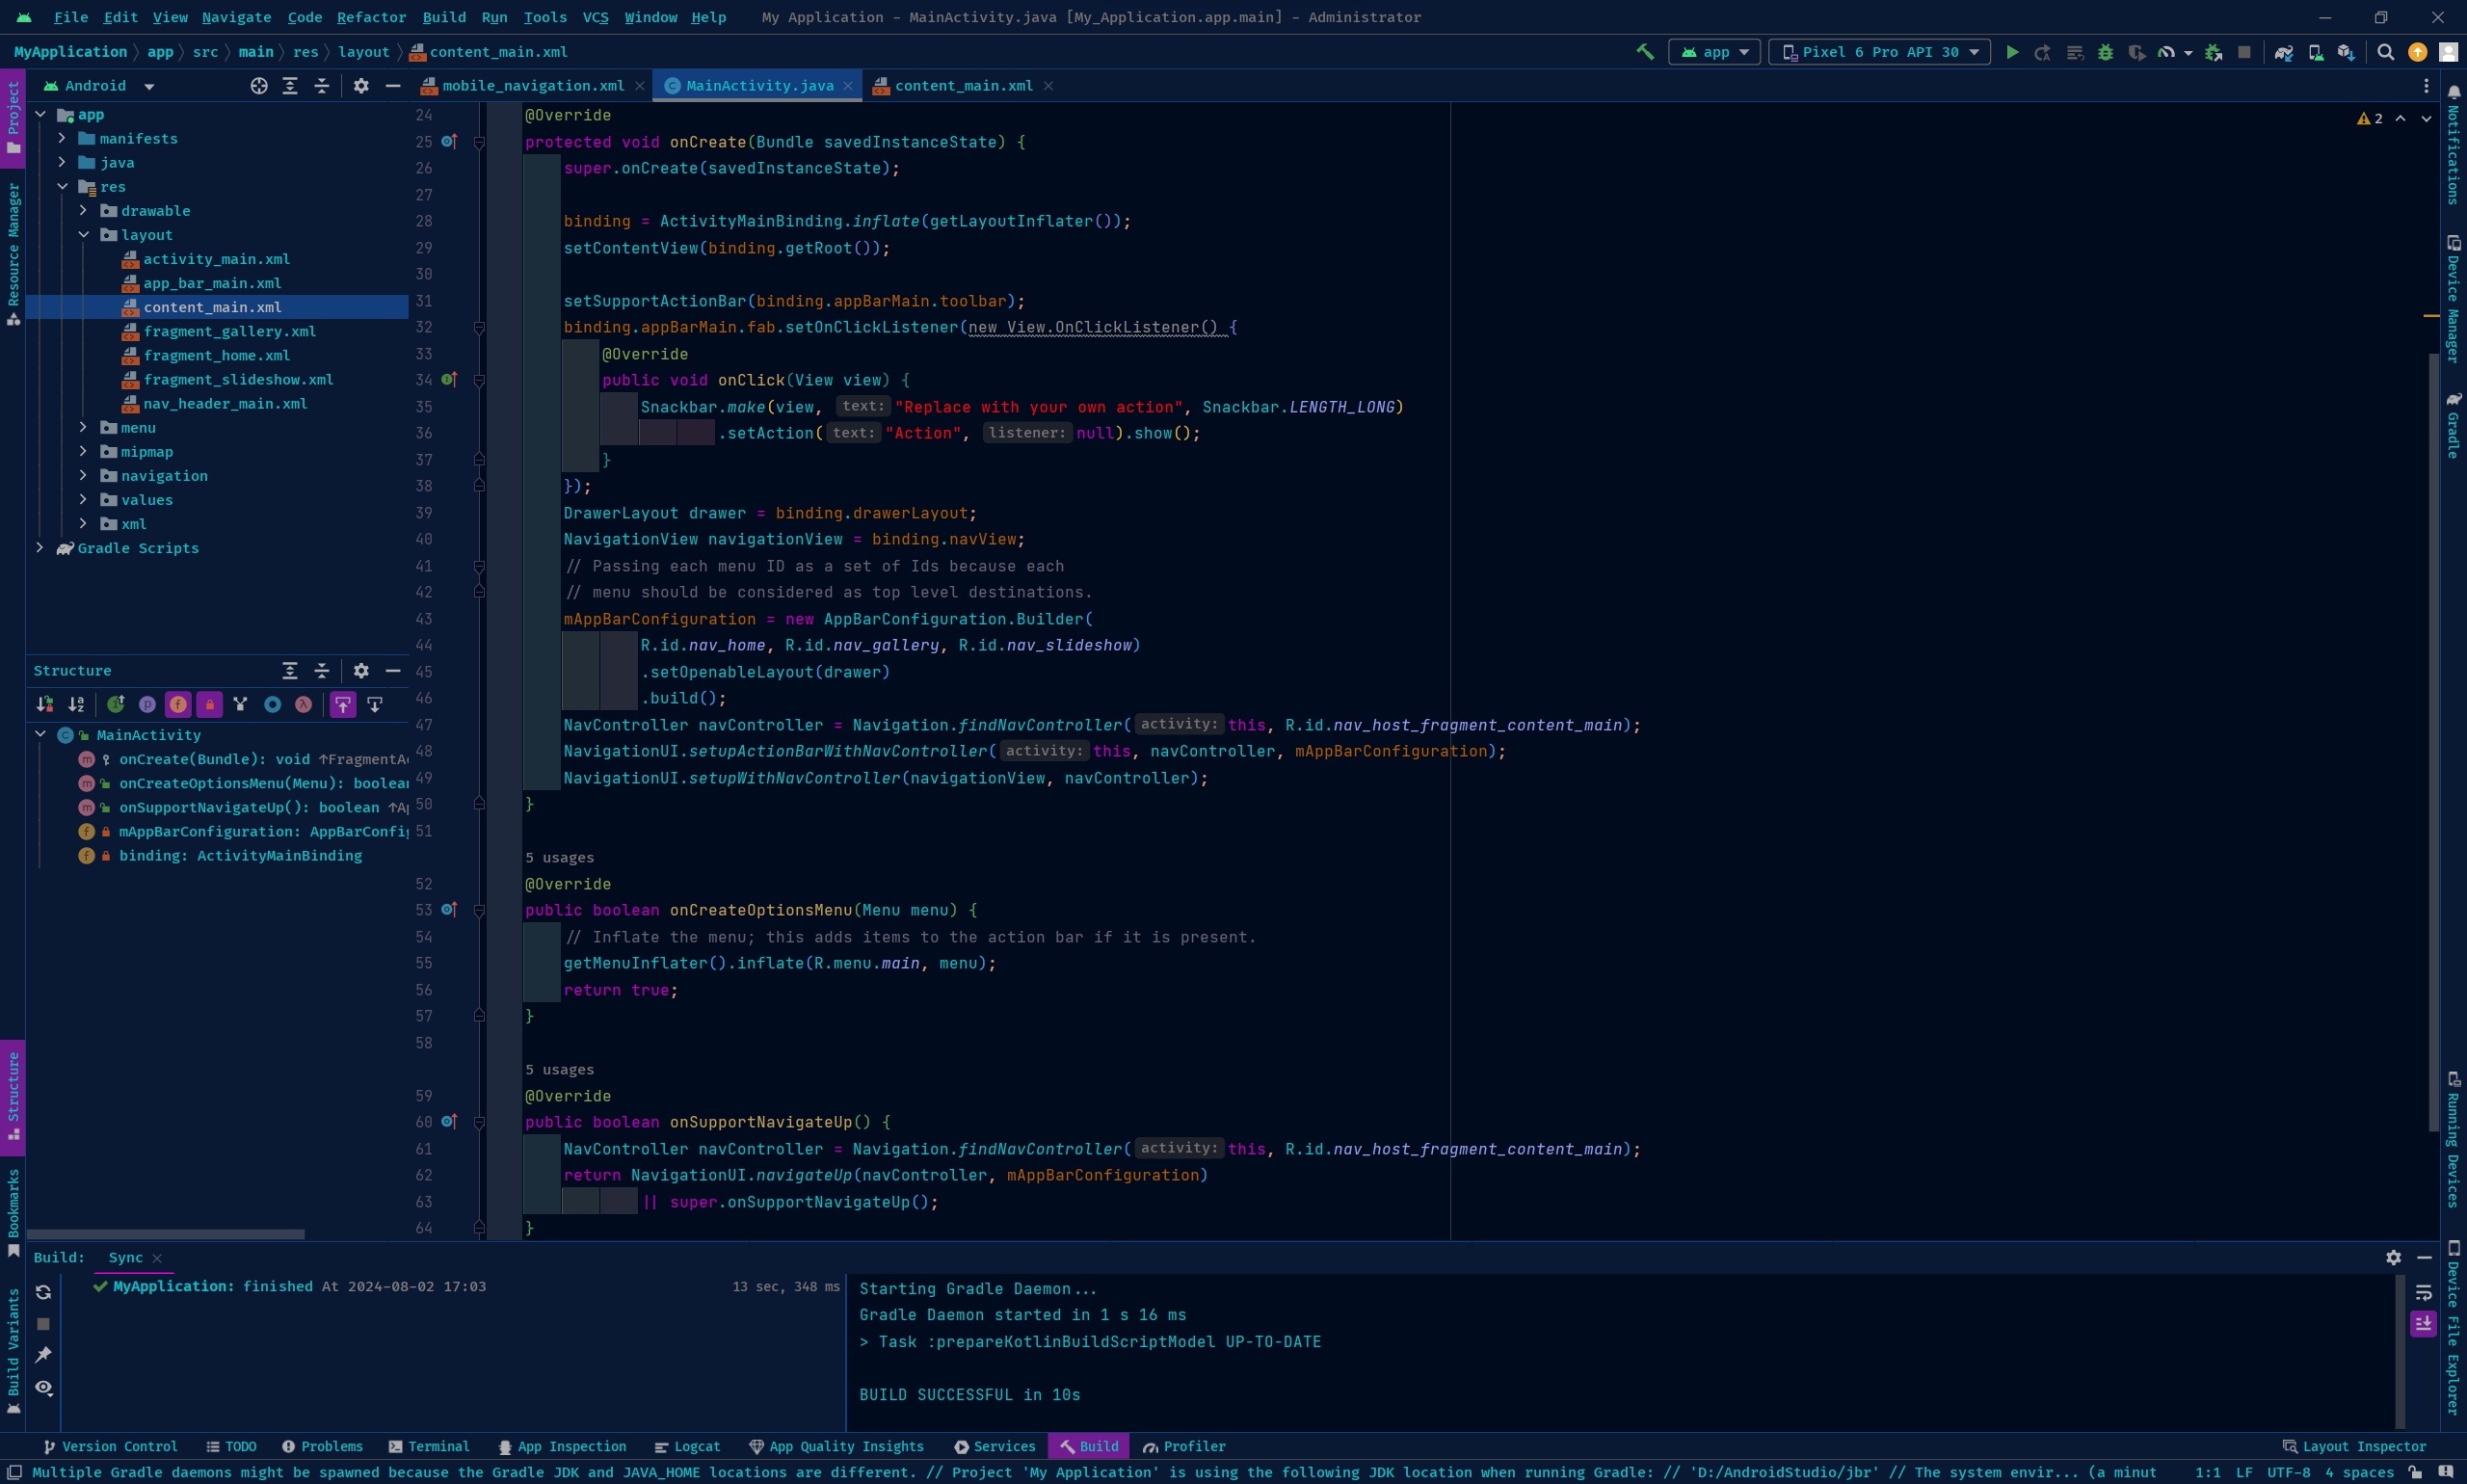 File Edit View Navigate Code Refactor Build Run Tools VCS Window Help My Application – MainActivity.java [My_Application.app.main] – Administrator
MyApplication app src main res layout content_main.xml app Pixel 6 Pro API 30
Project
Resource Manager
Structure
Bookmarks
Build Variants
Android
app
manifests
java
res
drawable
layout
activity_main.xml
app_bar_main.xml
content_main.xml
fragment_gallery.xml
fragment_home.xml
fragment_slideshow.xml
nav_header_main.xml
menu
mipmap
navigation
values
xml
Gradle Scripts
Structure
MainActivity
onCreate(Bundle): void ↑FragmentA
onCreateOptionsMenu(Menu): boolea
onSupportNavigateUp(): boolean ↑A
mAppBarConfiguration: AppBarConfi
binding: ActivityMainBinding
mobile_navigation.xml MainActivity.java content_main.xml
2
24 @Override
25 protected void onCreate(Bundle savedInstanceState) {
26 super.onCreate(savedInstanceState);
27
28 binding = ActivityMainBinding.inflate(getLayoutInflater());
29 setContentView(binding.getRoot());
30
31 setSupportActionBar(binding.appBarMain.toolbar);
32 binding.appBarMain.fab.setOnClickListener(new View.OnClickListener() {
33 @Override
34 public void onClick(View view) {
35 Snackbar.make(view, text: "Replace with your own action", Snackbar.LENGTH_LONG)
36 .setAction( text: "Action", listener: null).show();
37 }
38 });
39 DrawerLayout drawer = binding.drawerLayout;
40 NavigationView navigationView = binding.navView;
41 // Passing each menu ID as a set of Ids because each
42 // menu should be considered as top level destinations.
43 mAppBarConfiguration = new AppBarConfiguration.Builder(
44 R.id.nav_home, R.id.nav_gallery, R.id.nav_slideshow)
45 .setOpenableLayout(drawer)
46 .build();
47 NavController navController = Navigation.findNavController( activity: this, R.id.nav_host_fragment_content_main);
48 NavigationUI.setupActionBarWithNavController( activity: this, navController, mAppBarConfiguration);
49 NavigationUI.setupWithNavController(navigationView, navController);
50 }
51
5 usages
52 @Override
53 public boolean onCreateOptionsMenu(Menu menu) {
54 // Inflate the menu; this adds items to the action bar if it is present.
55 getMenuInflater().inflate(R.menu.main, menu);
56 return true;
57 }
58
5 usages
59 @Override
60 public boolean onSupportNavigateUp() {
61 NavController navController = Navigation.findNavController( activity: this, R.id.nav_host_fragment_content_main);
62 return NavigationUI.navigateUp(navController, mAppBarConfiguration)
63 || super.onSupportNavigateUp();
64 }
Notifications
Device Manager
Gradle
Running Devices
Device File Explorer
Build: Sync
MyApplication: finished At 2024-08-02 17:03 13 sec, 348 ms
Starting Gradle Daemon...
Gradle Daemon started in 1 s 16 ms
> Task :prepareKotlinBuildScriptModel UP-TO-DATE
BUILD SUCCESSFUL in 10s
Version Control TODO Problems Terminal App Inspection Logcat App Quality Insights Services Build Profiler Layout Inspector
Multiple Gradle daemons might be spawned because the Gradle JDK and JAVA_HOME locations are different. // Project 'My Application' is using the following JDK location when running Gradle: // 'D:/AndroidStudio/jbr' // The system envir... (a minut 1:1 LF UTF-8 4 spaces